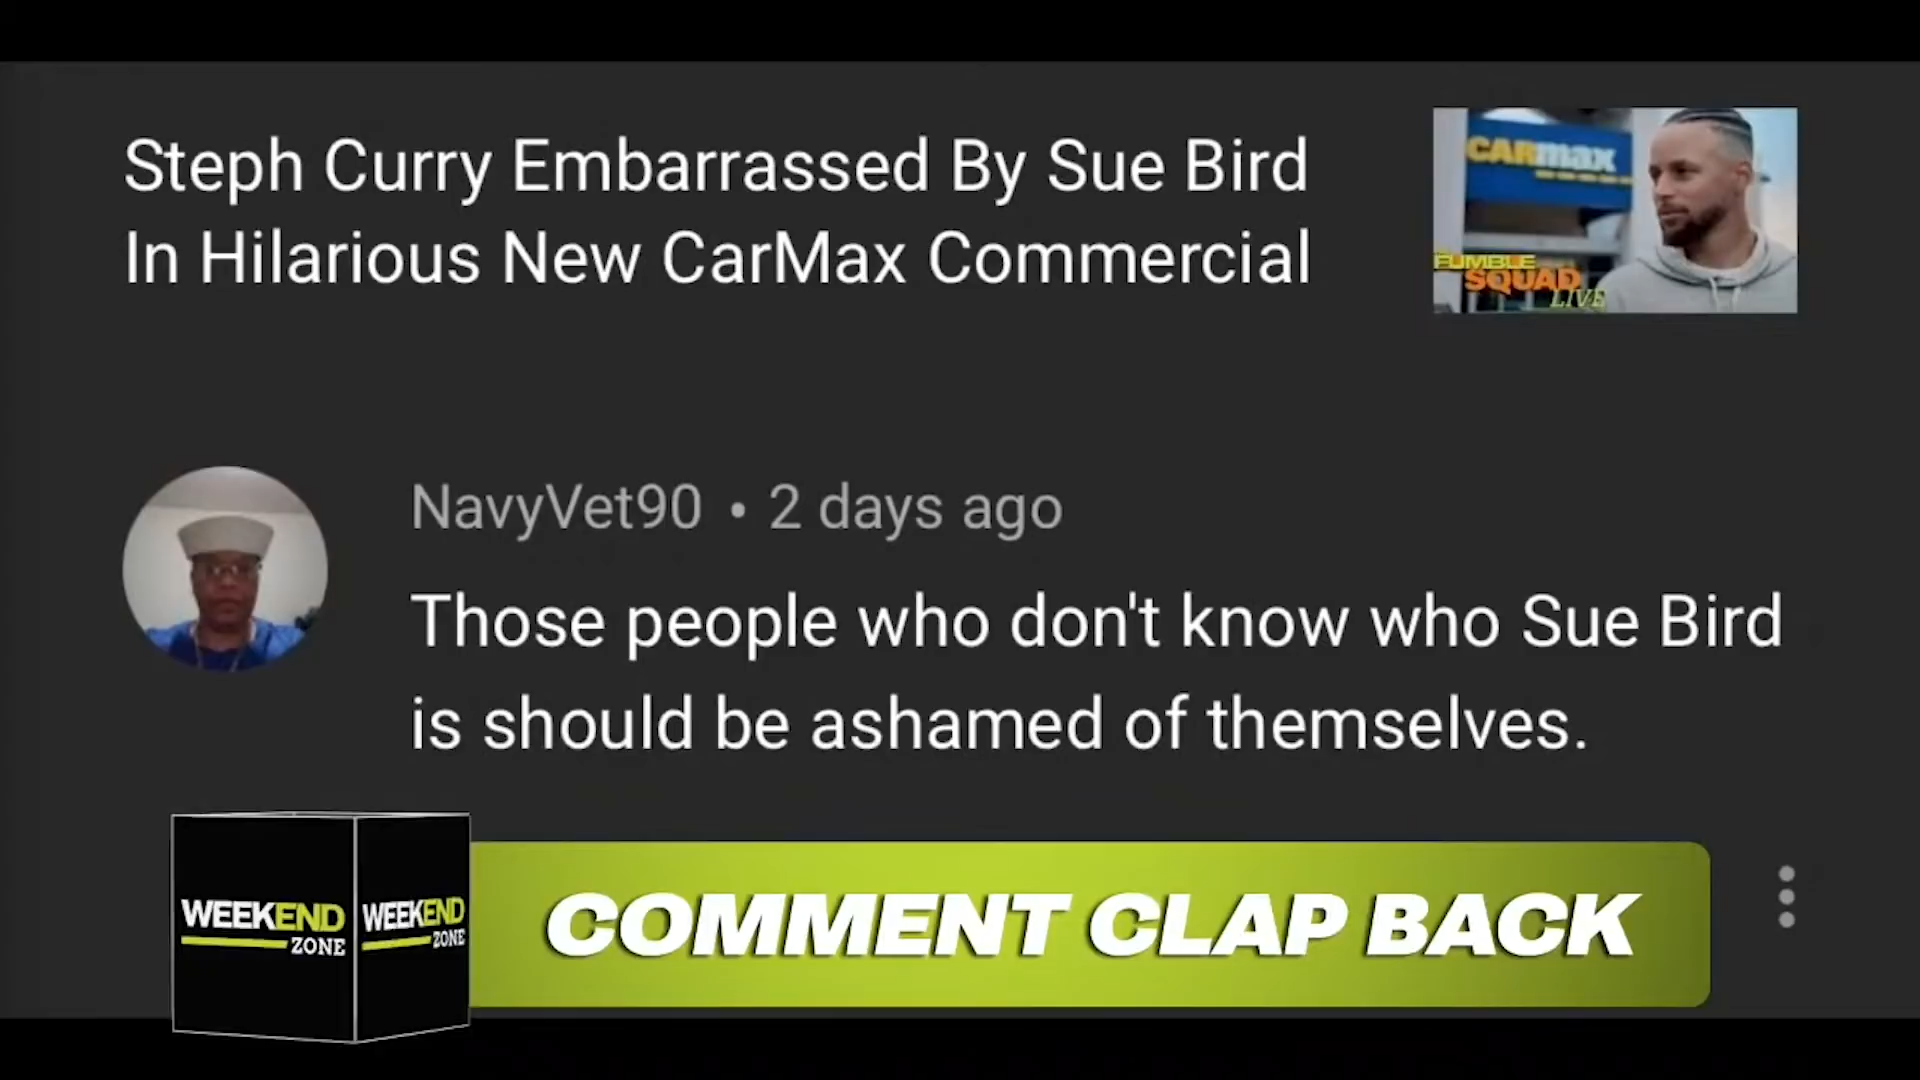 Steph Curry Embarrassed By Sue Bird
In Hilarious New CarMax Commercial
CARmax
FUMBLE
SQUAD
LIVE
NavyVet90 • 2 days ago
Those people who don't know who Sue Bird
is should be ashamed of themselves.
WEEKEND
ZONE
WEEKEND
ZONE
COMMENT CLAP BACK